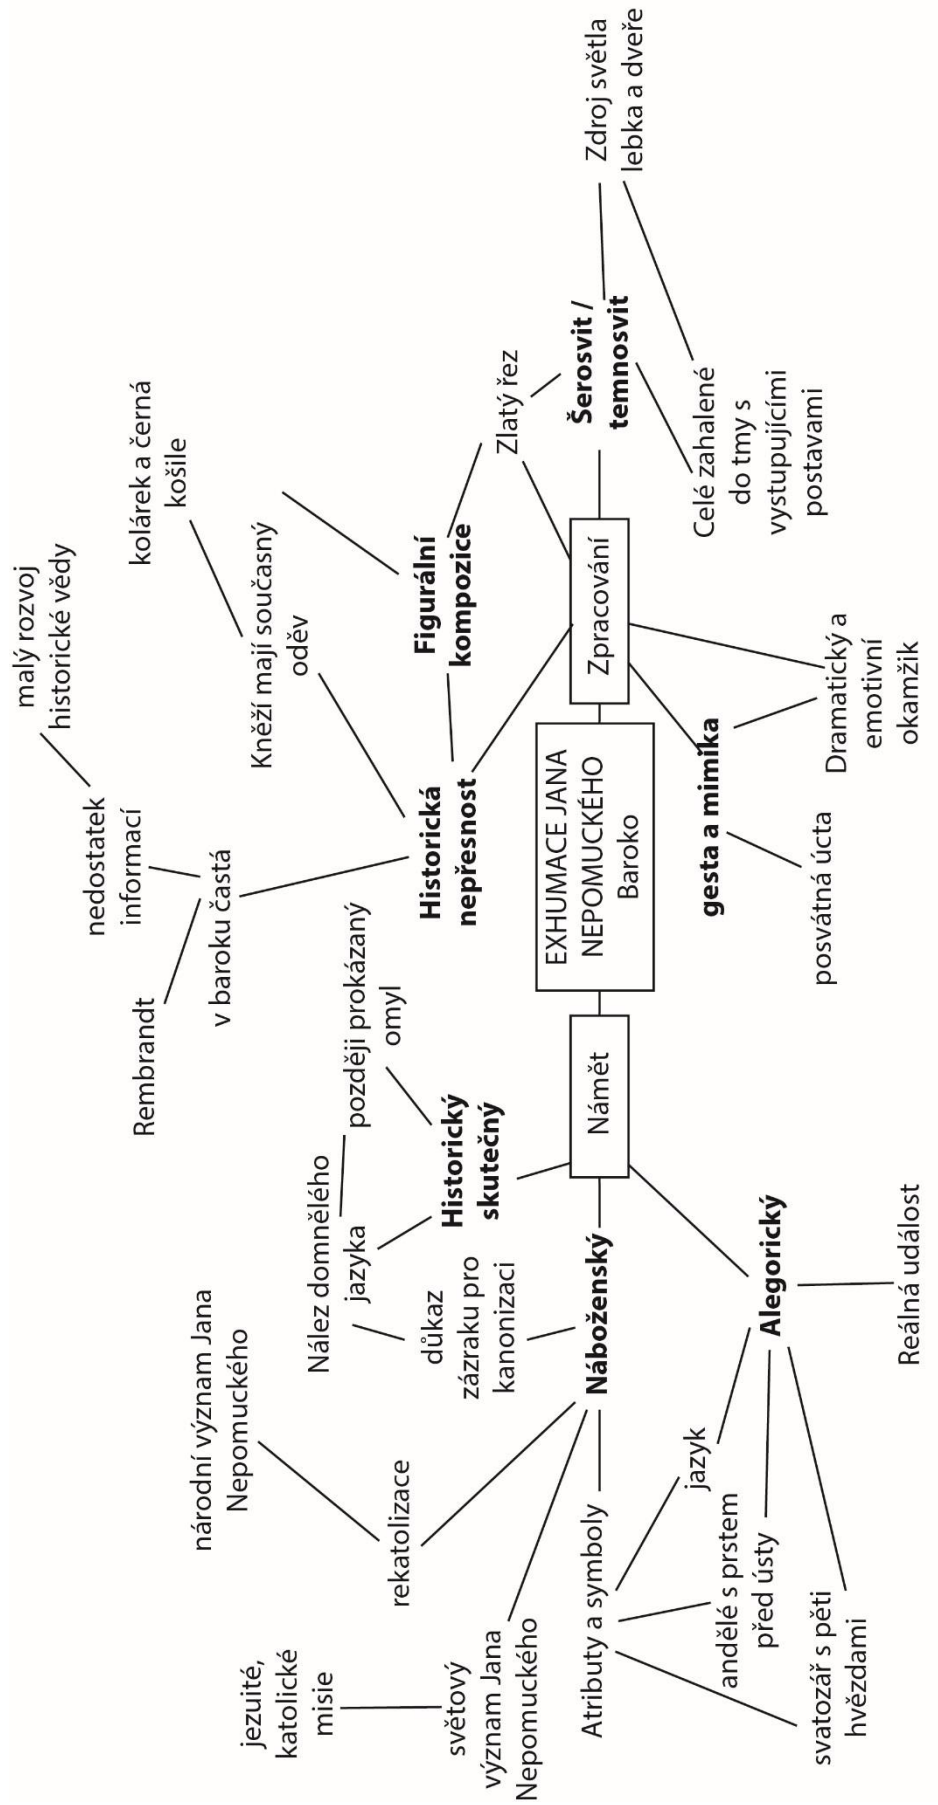 jezuité,
katolické
misie
světový
význam Jana
Nepomuckého
národní význam Jana
Nepomuckého
rekatolizace
Atributy a symboly
svatozář s pěti
hvězdami
andělé s prstem
před ústy
jazyk
Náboženský
důkaz
zázraku pro
kanonizaci
Nález domnělého
jazyka
později prokázaný
omyl
Historický
skutečný
Alegorický
Reálná událost
Námět
EXHUMACE JANA
NEPOMUCKÉHO
Baroko
Zpracování
Rembrandt
v baroku častá
nedostatek
informací
malý rozvoj
historické vědy
Historická
nepřesnost
Kněží mají současný
oděv
kolárek a černá
košile
Figurální
kompozice
Zlatý řez
Šerosvit /
temnosvit
Zdroj světla
lebka a dveře
Celé zahalené
do tmy s
vystupujícími
postavami
gesta a mimika
posvátná úcta
Dramatický a
emotivní
okamžik